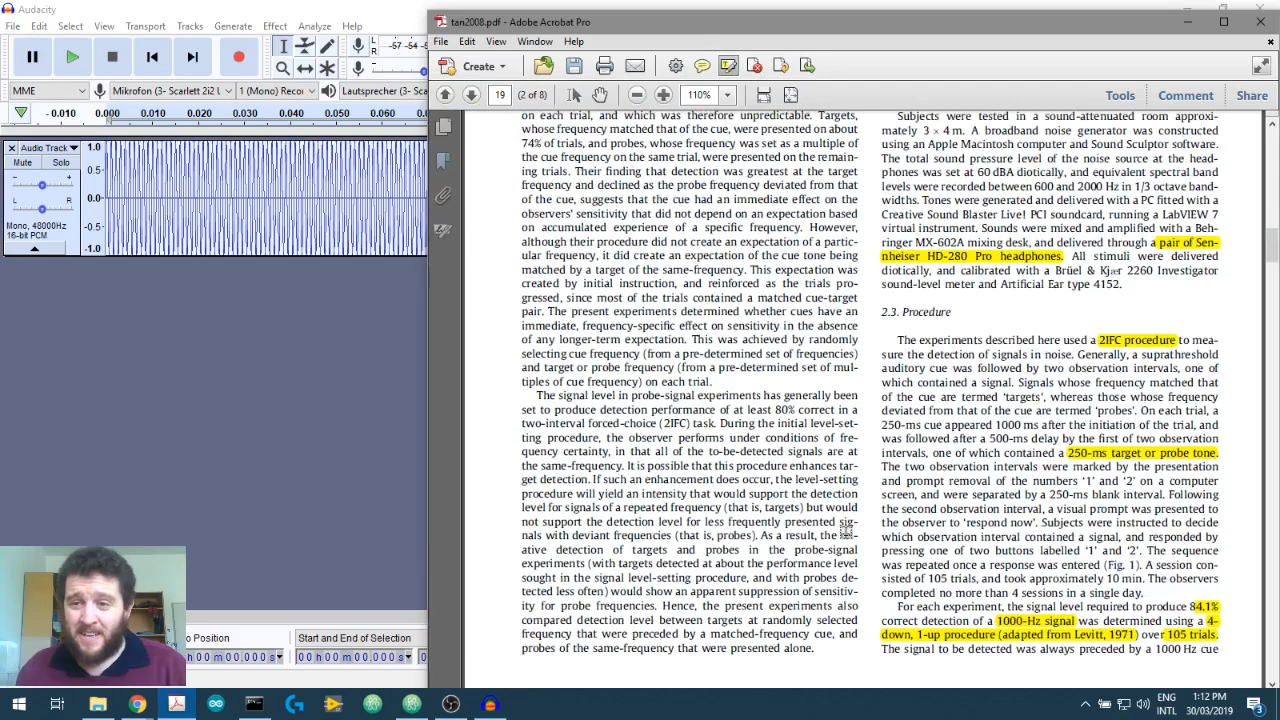 Audacity
File Edit Select View Transport Tracks Generate Effect Analyze Help
L
R
-57 -54
MME
Mikrofon (3- Scarlett 2i2 U
1 (Mono) Recor
Lautsprecher (3- Scarl
-0.010 0.000 0.010 0.020 0.030 0.040 0.050 0.060
Audio Track
Mute Solo
- +
L R
Mono, 48000Hz
16-bit PCM
1.0
0.5
0.0
-0.5
-1.0
Position
Start and End of Selection
00 h 00 m 00.000 s
tan2008.pdf - Adobe Acrobat Pro
File Edit View Window Help
Create
19 (2 of 8) 110%
Tools Comment Share
on each trial, and which was therefore unpredictable. Targets,
whose frequency matched that of the cue, were presented on about
74% of trials, and probes, whose frequency was set as a multiple of
the cue frequency on the same trial, were presented on the remain-
ing trials. Their finding that detection was greatest at the target
frequency and declined as the probe frequency deviated from that
of the cue, suggests that the cue had an immediate effect on the
observers' sensitivity that did not depend on an expectation based
on accumulated experience of a specific frequency. However,
although their procedure did not create an expectation of a partic-
ular frequency, it did create an expectation of the cue tone being
matched by a target of the same-frequency. This expectation was
created by initial instruction, and reinforced as the trials pro-
gressed, since most of the trials contained a matched cue-target
pair. The present experiments determined whether cues have an
immediate, frequency-specific effect on sensitivity in the absence
of any longer-term expectation. This was achieved by randomly
selecting cue frequency (from a pre-determined set of frequencies)
and target or probe frequency (from a pre-determined set of mul-
tiples of cue frequency) on each trial.
The signal level in probe-signal experiments has generally been
set to produce detection performance of at least 80% correct in a
two-interval forced-choice (2IFC) task. During the initial level-set-
ting procedure, the observer performs under conditions of fre-
quency certainty, in that all of the to-be-detected signals are at
the same-frequency. It is possible that this procedure enhances tar-
get detection. If such an enhancement does occur, the level-setting
procedure will yield an intensity that would support the detection
level for signals of a repeated frequency (that is, targets) but would
not support the detection level for less frequently presented sig-
nals with deviant frequencies (that is, probes). As a result, the
ative detection of targets and probes in the probe-signal
experiments (with targets detected at about the performance level
sought in the signal level-setting procedure, and with probes de-
tected less often) would show an apparent suppression of sensitiv-
ity for probe frequencies. Hence, the present experiments also
compared detection level between targets at randomly selected
frequency that were preceded by a matched-frequency cue, and
probes of the same-frequency that were presented alone.
Subjects were tested in a sound-attenuated room approxi-
mately 3 × 4 m. A broadband noise generator was constructed
using an Apple Macintosh computer and Sound Sculptor software.
The total sound pressure level of the noise source at the head-
phones was set at 60 dBA diotically, and equivalent spectral band
levels were recorded between 600 and 2000 Hz in 1/3 octave band-
widths. Tones were generated and delivered with a PC fitted with a
Creative Sound Blaster Live! PCI soundcard, running a LabVIEW 7
virtual instrument. Sounds were mixed and amplified with a Beh-
ringer MX-602A mixing desk, and delivered through a pair of Sen-
nheiser HD-280 Pro headphones. All stimuli were delivered
diotically, and calibrated with a Brüel & Kjær 2260 Investigator
sound-level meter and Artificial Ear type 4152.
2.3. Procedure
The experiments described here used a 2IFC procedure to mea-
sure the detection of signals in noise. Generally, a suprathreshold
auditory cue was followed by two observation intervals, one of
which contained a signal. Signals whose frequency matched that
of the cue are termed 'targets', whereas those whose frequency
deviated from that of the cue are termed 'probes'. On each trial, a
250-ms cue appeared 1000 ms after the initiation of the trial, and
was followed after a 500-ms delay by the first of two observation
intervals, one of which contained a 250-ms target or probe tone.
The two observation intervals were marked by the presentation
and prompt removal of the numbers '1' and '2' on a computer
screen, and were separated by a 250-ms blank interval. Following
the second observation interval, a visual prompt was presented to
the observer to 'respond now'. Subjects were instructed to decide
which observation interval contained a signal, and responded by
pressing one of two buttons labelled '1' and '2'. The sequence
was repeated once a response was entered (Fig. 1). A session con-
sisted of 105 trials, and took approximately 10 min. The observers
completed no more than 4 sessions in a single day.
For each experiment, the signal level required to produce 84.1%
correct detection of a 1000-Hz signal was determined using a 4-
down, 1-up procedure (adapted from Levitt, 1971) over 105 trials.
The signal to be detected was always preceded by a 1000 Hz cue
ENG
INTL
1:12 PM
30/03/2019
3